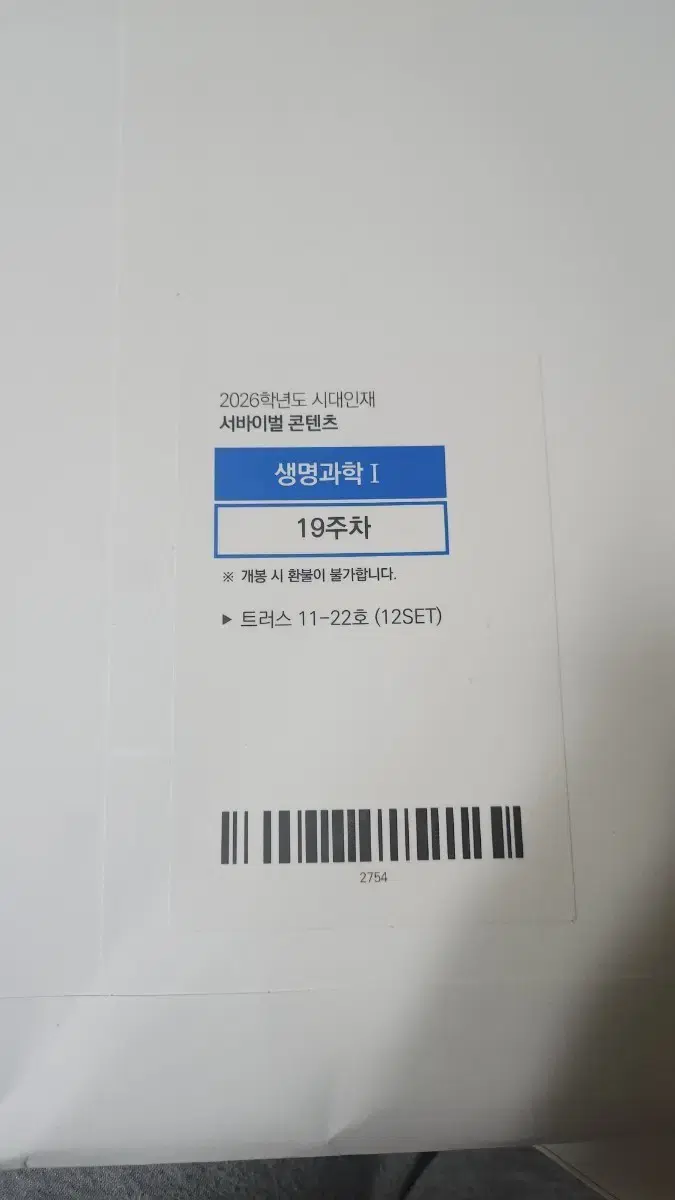 2026학년도 시대인재
서바이벌 콘텐츠
생명과학 I
19주차
※ 개봉 시 환불이 불가합니다.
▶ 트러스 11-22호 (12SET)
2754